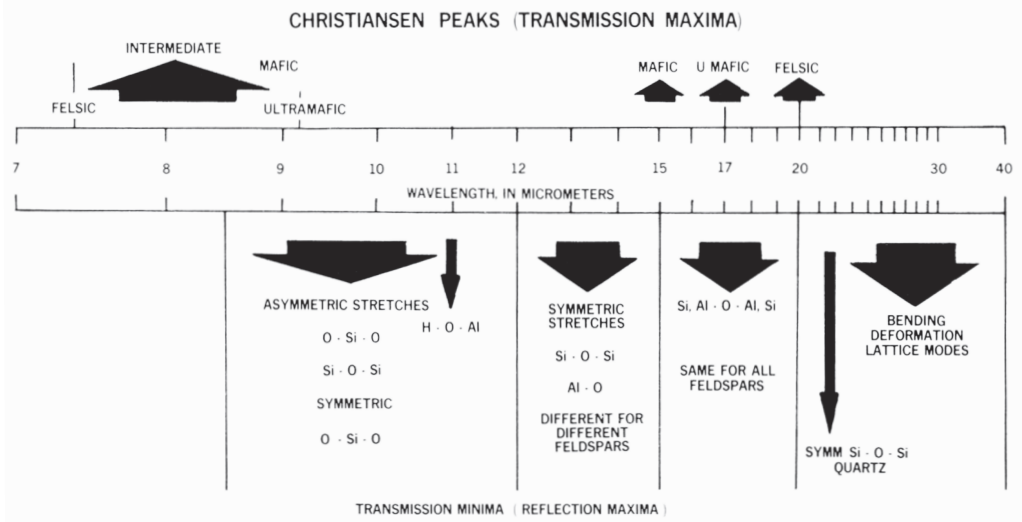 CHRISTIANSEN PEAKS (TRANSMISSION MAXIMA)
INTERMEDIATE
MAFIC
FELSIC
ULTRAMAFIC
MAFIC
U MAFIC
FELSIC
7 8 9 10 11 12 15 17 20 30 40
WAVELENGTH, IN MICROMETERS
ASYMMETRIC STRETCHES
O - Si - O
Si - O - Si
SYMMETRIC
O - Si - O
H - O - Al
SYMMETRIC
STRETCHES
Si - O - Si
Al - O
DIFFERENT FOR
DIFFERENT
FELDSPARS
Si, Al - O - Al, Si
SAME FOR ALL
FELDSPARS
SYMM Si - O - Si
QUARTZ
BENDING
DEFORMATION
LATTICE MODES
TRANSMISSION MINIMA (REFLECTION MAXIMA)